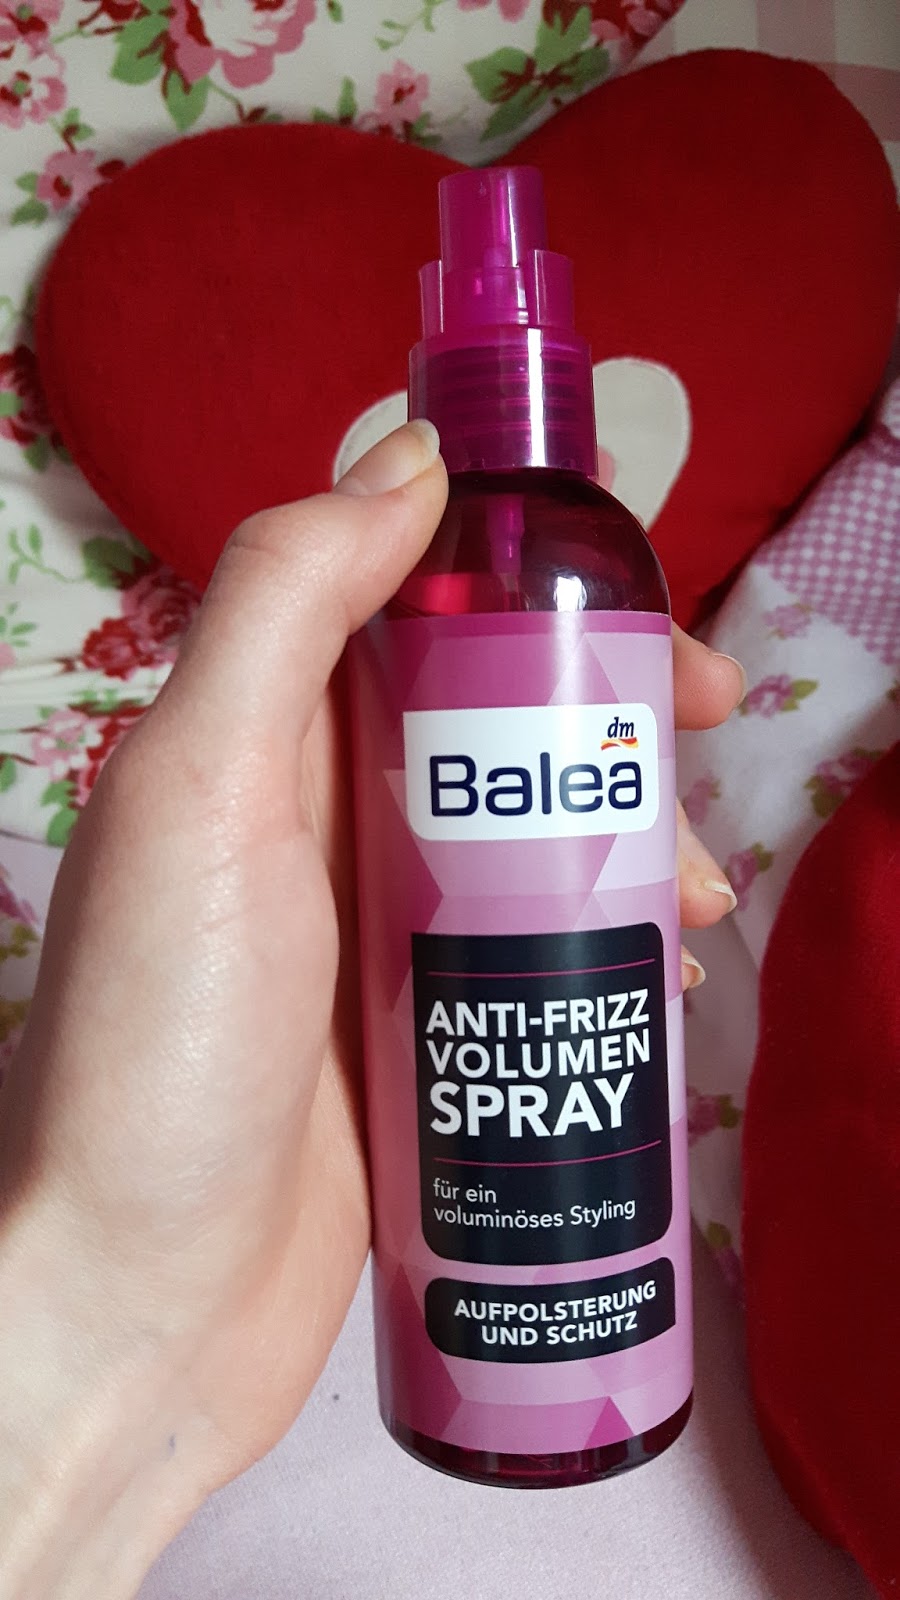 dm
Balea
ANTI-FRIZZ
VOLUMEN
SPRAY
für ein
voluminöses Styling
AUFPOLSTERUNG
UND SCHUTZ